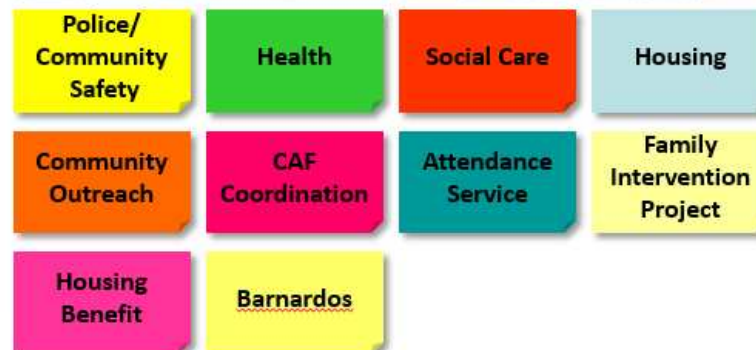 Police/
Community
Safety
Health
Social Care
Housing
Community
Outreach
CAF
Coordination
Attendance
Service
Family
Intervention
Project
Housing
Benefit
Barnardos